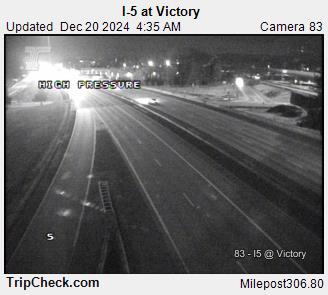 I-5 at Victory
Updated Dec 20 2024 4:35 AM Camera 83
HIGH PRESSURE
S
83 - I5 @ Victory
TripCheck.com Milepost306.80